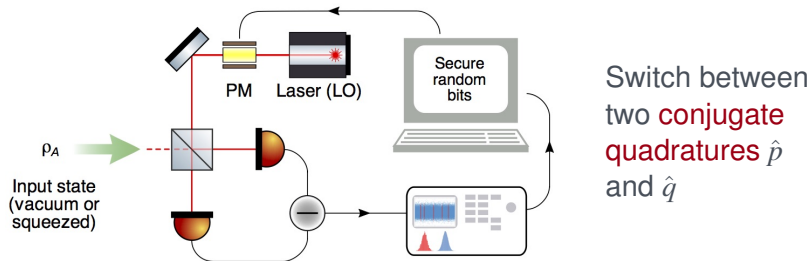 PM
Laser (LO)
Secure
random
bits
ρA
Input state
(vacuum or
squeezed)
−
Switch between
two conjugate
quadratures p̂
and q̂